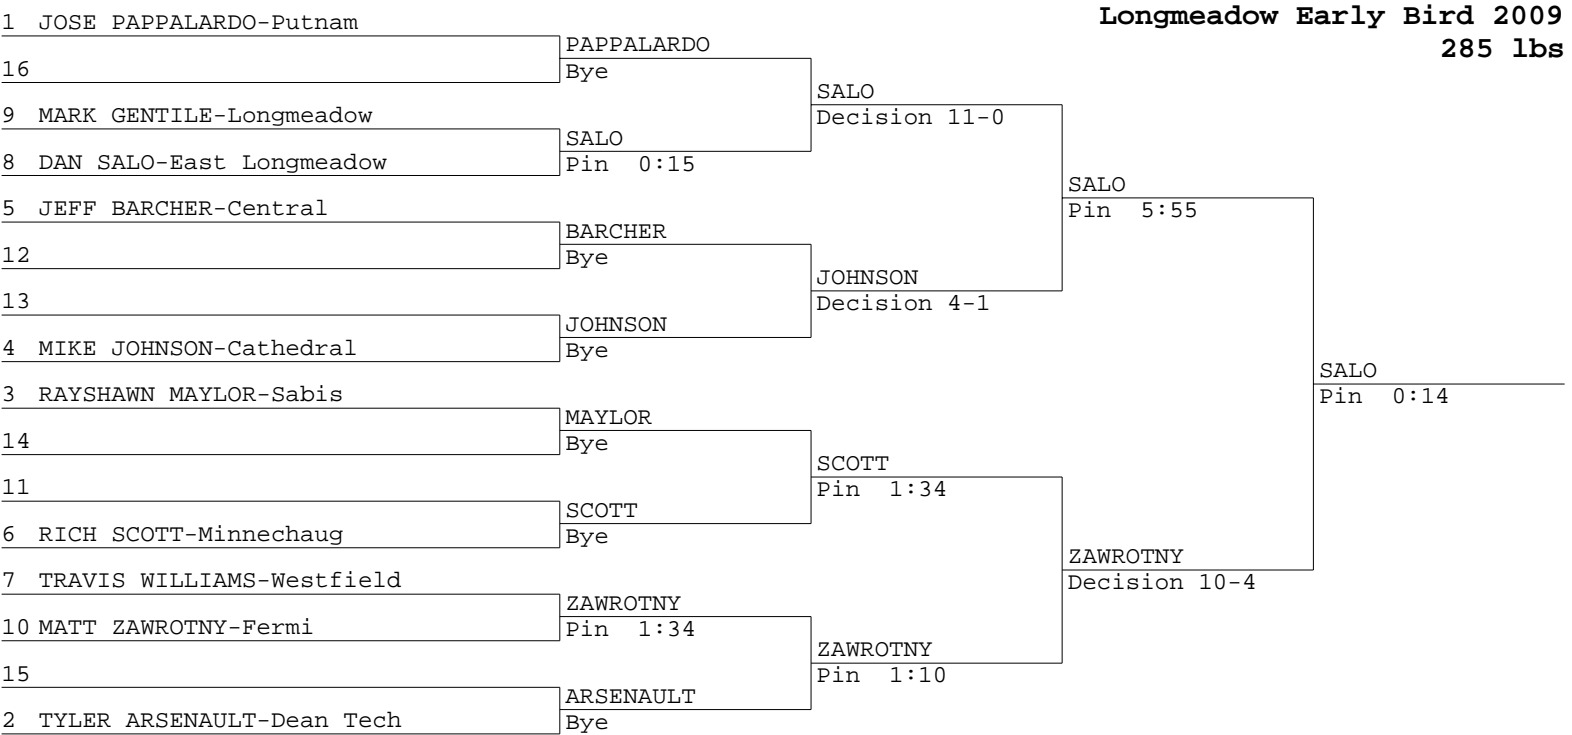 Longmeadow Early Bird 2009
285 lbs
1 JOSE PAPPALARDO-Putnam
16
9 MARK GENTILE-Longmeadow
8 DAN SALO-East Longmeadow
5 JEFF BARCHER-Central
12
13
4 MIKE JOHNSON-Cathedral
3 RAYSHAWN MAYLOR-Sabis
14
11
6 RICH SCOTT-Minnechaug
7 TRAVIS WILLIAMS-Westfield
10 MATT ZAWROTNY-Fermi
15
2 TYLER ARSENAULT-Dean Tech
PAPPALARDO
Bye
SALO
Pin 0:15
BARCHER
Bye
JOHNSON
Bye
MAYLOR
Bye
SCOTT
Bye
ZAWROTNY
Pin 1:34
ARSENAULT
Bye
SALO
Decision 11-0
JOHNSON
Decision 4-1
SCOTT
Pin 1:34
ZAWROTNY
Pin 1:10
SALO
Pin 5:55
ZAWROTNY
Decision 10-4
SALO
Pin 0:14